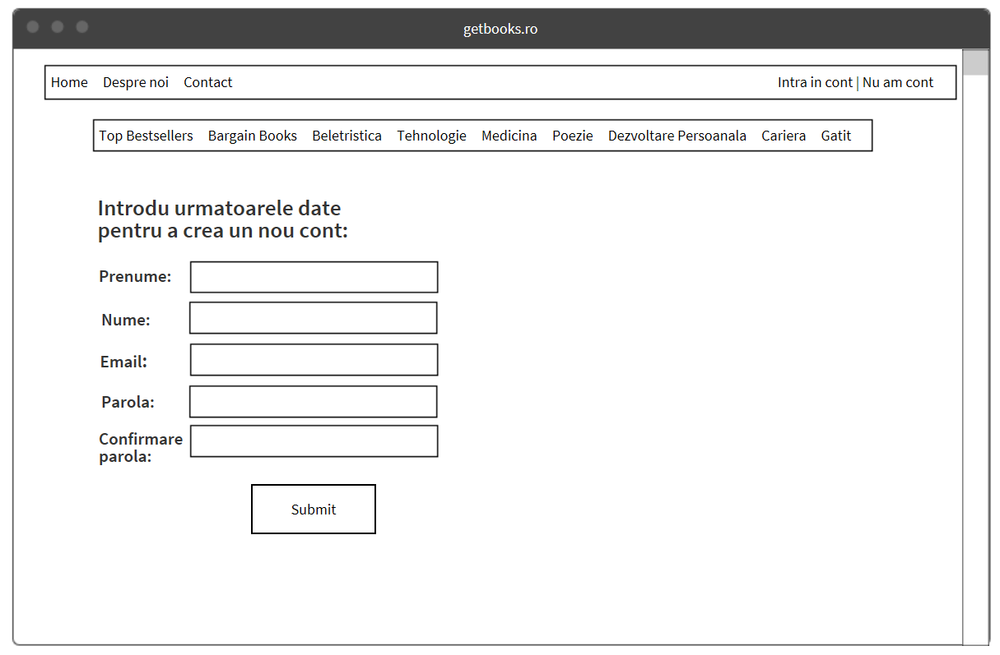 getbooks.ro
Home Despre noi Contact Intra in cont | Nu am cont
Top Bestsellers Bargain Books Beletristica Tehnologie Medicina Poezie Dezvoltare Persoanala Cariera Gatit
Introdu urmatoarele date
pentru a crea un nou cont:
Prenume:
Nume:
Email:
Parola:
Confirmare
parola:
Submit